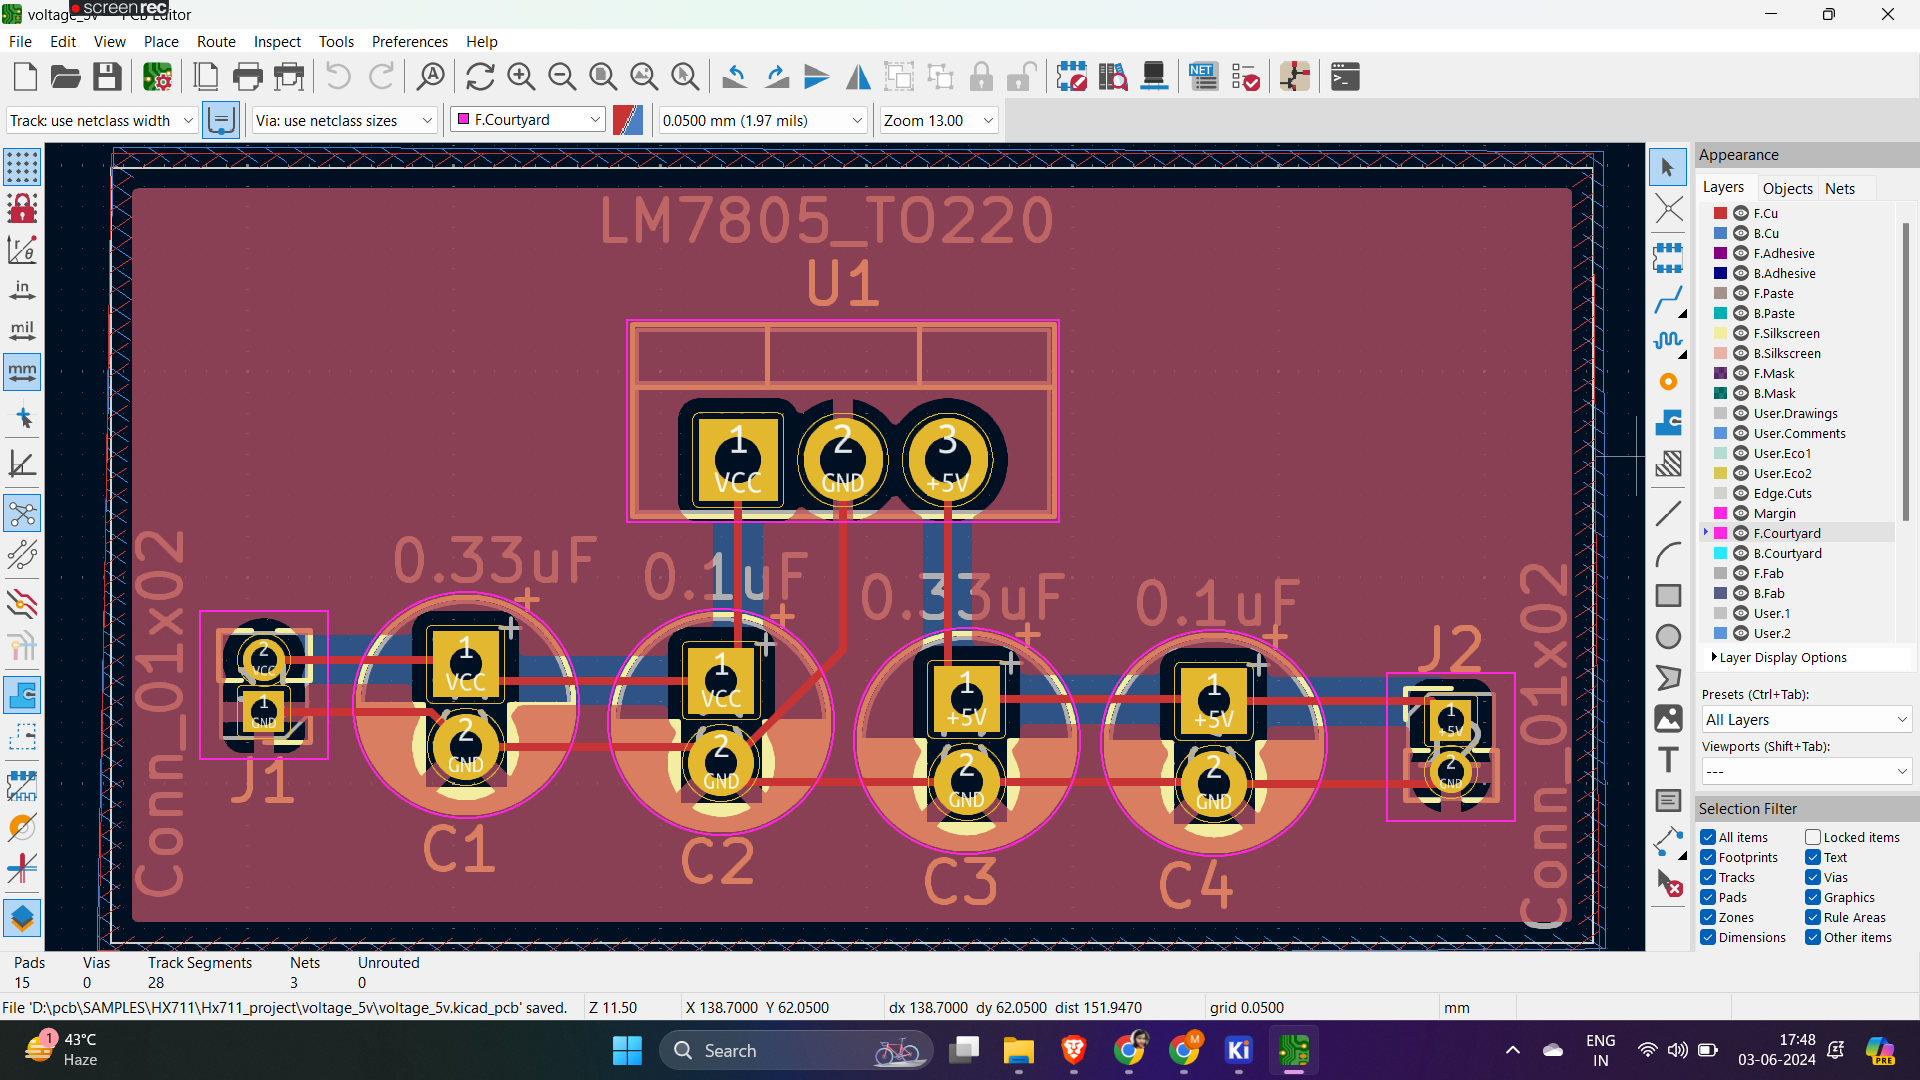 screenrec
voltage_5v — PCB Editor
File Edit View Place Route Inspect Tools Preferences Help
Track: use netclass width
Via: use netclass sizes
F.Courtyard
0.0500 mm (1.97 mils)
Zoom 13.00
NET
in
mil
mm
LM7805_TO220
U1
1 VCC
2 GND
3 +5V
Conn_01x02
0.33uF
0.1uF
0.33uF
0.1uF
Conn_01x02
2 VCC
1 GND
J1
1 VCC
2 GND
C1
1 VCC
2 GND
C2
1 +5V
2 GND
C3
1 +5V
2 GND
C4
J2
1 +5V
2 GND
Appearance
Layers Objects Nets
F.Cu
B.Cu
F.Adhesive
B.Adhesive
F.Paste
B.Paste
F.Silkscreen
B.Silkscreen
F.Mask
B.Mask
User.Drawings
User.Comments
User.Eco1
User.Eco2
Edge.Cuts
Margin
F.Courtyard
B.Courtyard
F.Fab
B.Fab
User.1
User.2
Layer Display Options
Presets (Ctrl+Tab):
All Layers
Viewports (Shift+Tab):
---
Selection Filter
All items Locked items
Footprints Text
Tracks Vias
Pads Graphics
Zones Rule Areas
Dimensions Other items
Pads Vias Track Segments Nets Unrouted
15 0 28 3 0
File 'D:\pcb\SAMPLES\HX711\Hx711_project\voltage_5v\voltage_5v.kicad_pcb' saved.
Z 11.50
X 138.7000 Y 62.0500
dx 138.7000 dy 62.0500 dist 151.9470
grid 0.0500
mm
1
43°C
Haze
Search
M
Ki
PRE
ENG
IN
17:48
03-06-2024